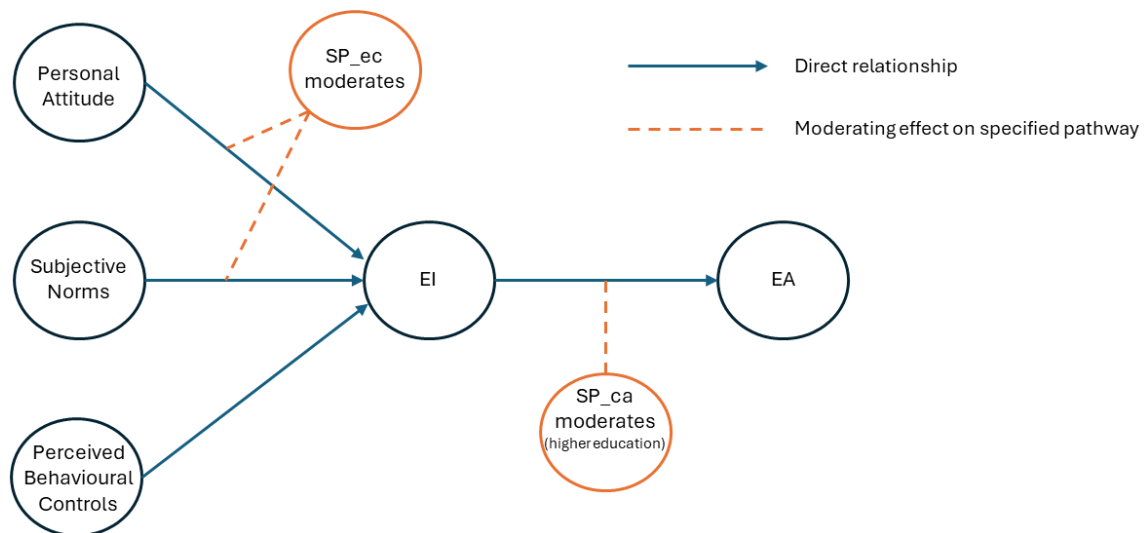 Personal
Attitude
SP_ec
moderates
Direct relationship
Moderating effect on specified pathway
Subjective
Norms
EI
EA
SP_ca
moderates
(higher education)
Perceived
Behavioural
Controls